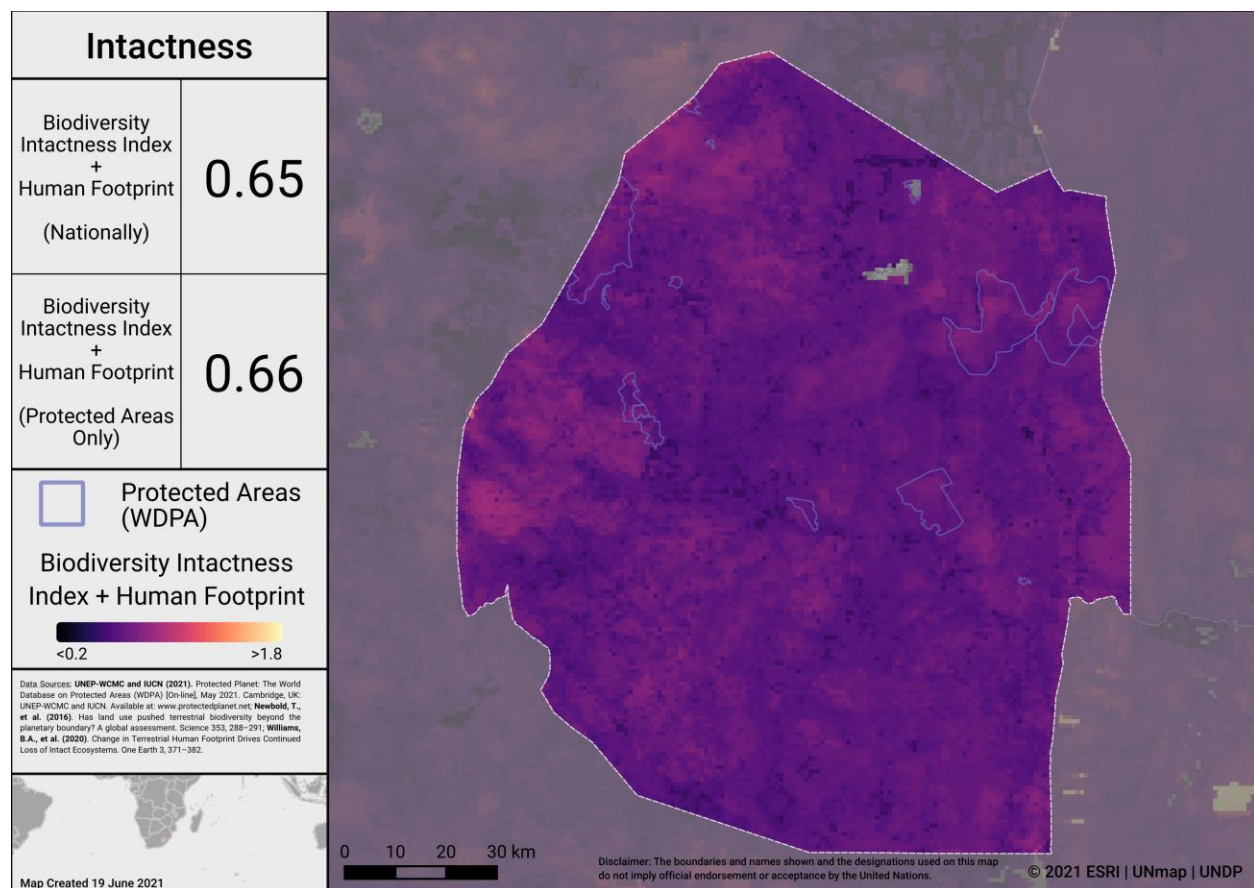 Intactness
Biodiversity
Intactness Index
+
Human Footprint
(Nationally)
0.65
Biodiversity
Intactness Index
+
Human Footprint
(Protected Areas
Only)
0.66
Protected Areas
(WDPA)
Biodiversity Intactness
Index + Human Footprint
<0.2
>1.8
Data Sources: UNEP-WCMC and IUCN (2021). Protected Planet: The World
Database on Protected Areas (WDPA) [On-line], May 2021. Cambridge, UK:
UNEP-WCMC and IUCN. Available at: www.protectedplanet.net; Newbold, T.,
et al. (2016). Has land use pushed terrestrial biodiversity beyond the
planetary boundary? A global assessment. Science 353, 288–291; Williams,
B.A., et al. (2020). Change in Terrestrial Human Footprint Drives Continued
Loss of Intact Ecosystems. One Earth 3, 371–382.
Map Created 19 June 2021
0 10 20 30 km
Disclaimer: The boundaries and names shown and the designations used on this map
do not imply official endorsement or acceptance by the United Nations.
© 2021 ESRI | UNmap | UNDP